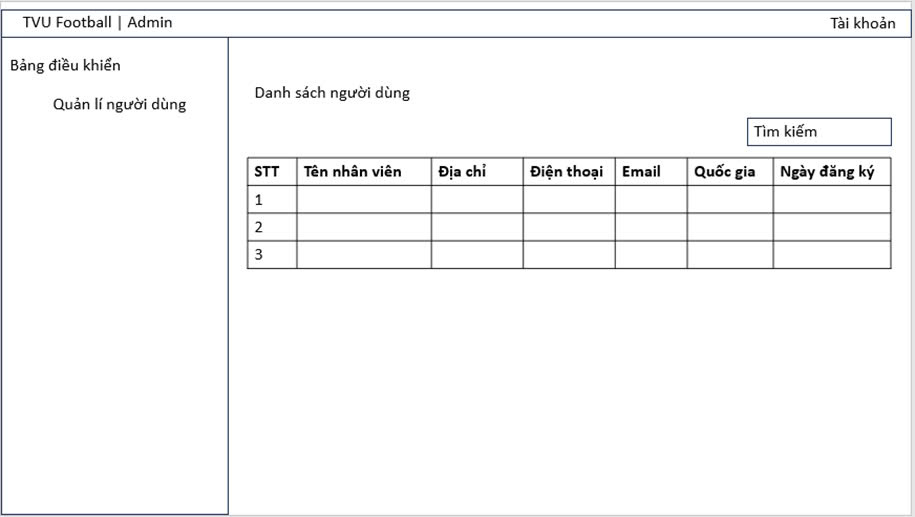 TVU Football | Admin
Tài khoản
Bảng điều khiển
Quản lí người dùng
Danh sách người dùng
Tìm kiếm
STT Tên nhân viên Địa chỉ Điện thoại Email Quốc gia Ngày đăng ký
1
2
3